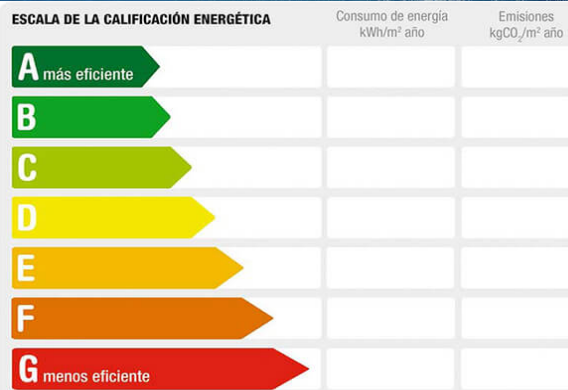 ESCALA DE LA CALIFICACIÓN ENERGÉTICA
Consumo de energía
kWh/m² año
Emisiones
kgCO₂/m² año
A más eficiente
B
C
D
E
F
G menos eficiente